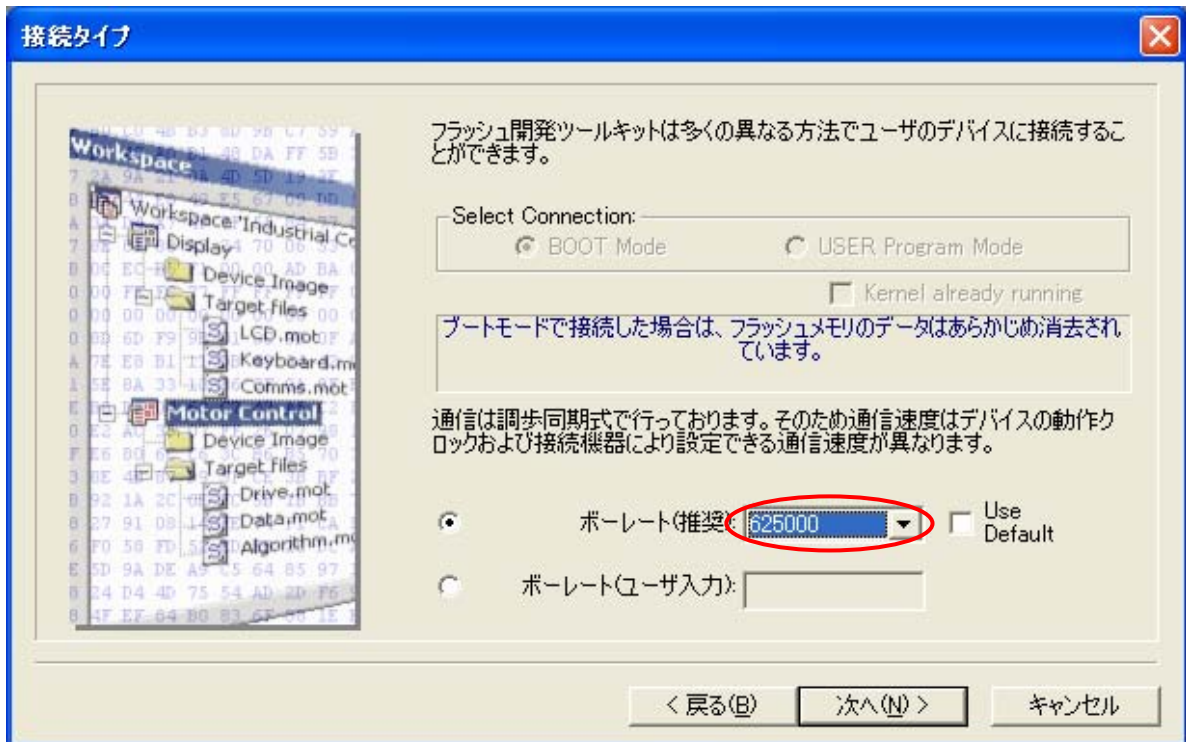 接続タイプ
Workspace
Workspace 'Industrial Co
Display
Device Image
Target files
LCD.mot
Keyboard.m
Comms.mot
Motor Control
Device Image
Target files
Drive.mot
Data.mot
Algorithm.m
フラッシュ開発ツールキットは多くの異なる方法でユーザのデバイスに接続するこ
とができます。
Select Connection:
BOOT Mode
USER Program Mode
Kernel already running
ブートモードで接続した場合は、フラッシュメモリのデータはあらかじめ消去され
ています。
通信は調歩同期式で行っております。そのため通信速度はデバイスの動作ク
ロックおよび接続機器により設定できる通信速度が異なります。
ボーレート(推奨):
625000
Use
Default
ボーレート(ユーザ入力):
< 戻る(B)
次へ(N) >
キャンセル